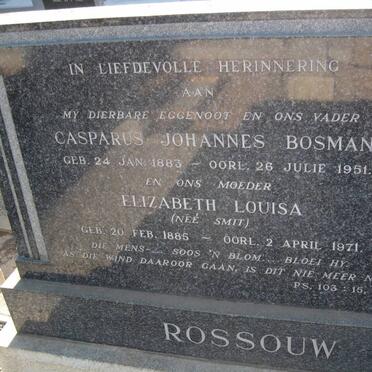 IN LIEFDEVOLLE HERINNERING
AAN
MY DIERBARE EGGENOOT EN ONS VADER
CASPARUS JOHANNES BOSMAN
GEB. 24 JAN. 1883 – OORL. 26 JULIE 1951.
EN ONS MOEDER
ELIZABETH LOUISA
(NEÉ SMIT)
GEB. 20 FEB. 1885 – OORL. 2 APRIL 1971.
... DIE MENS–... SOOS 'N BLOM... BLOEI HY.
AS DIE WIND DAAROOR GAAN, IS DIT NIE MEER
PS. 103 : 15.
ROSSOUW